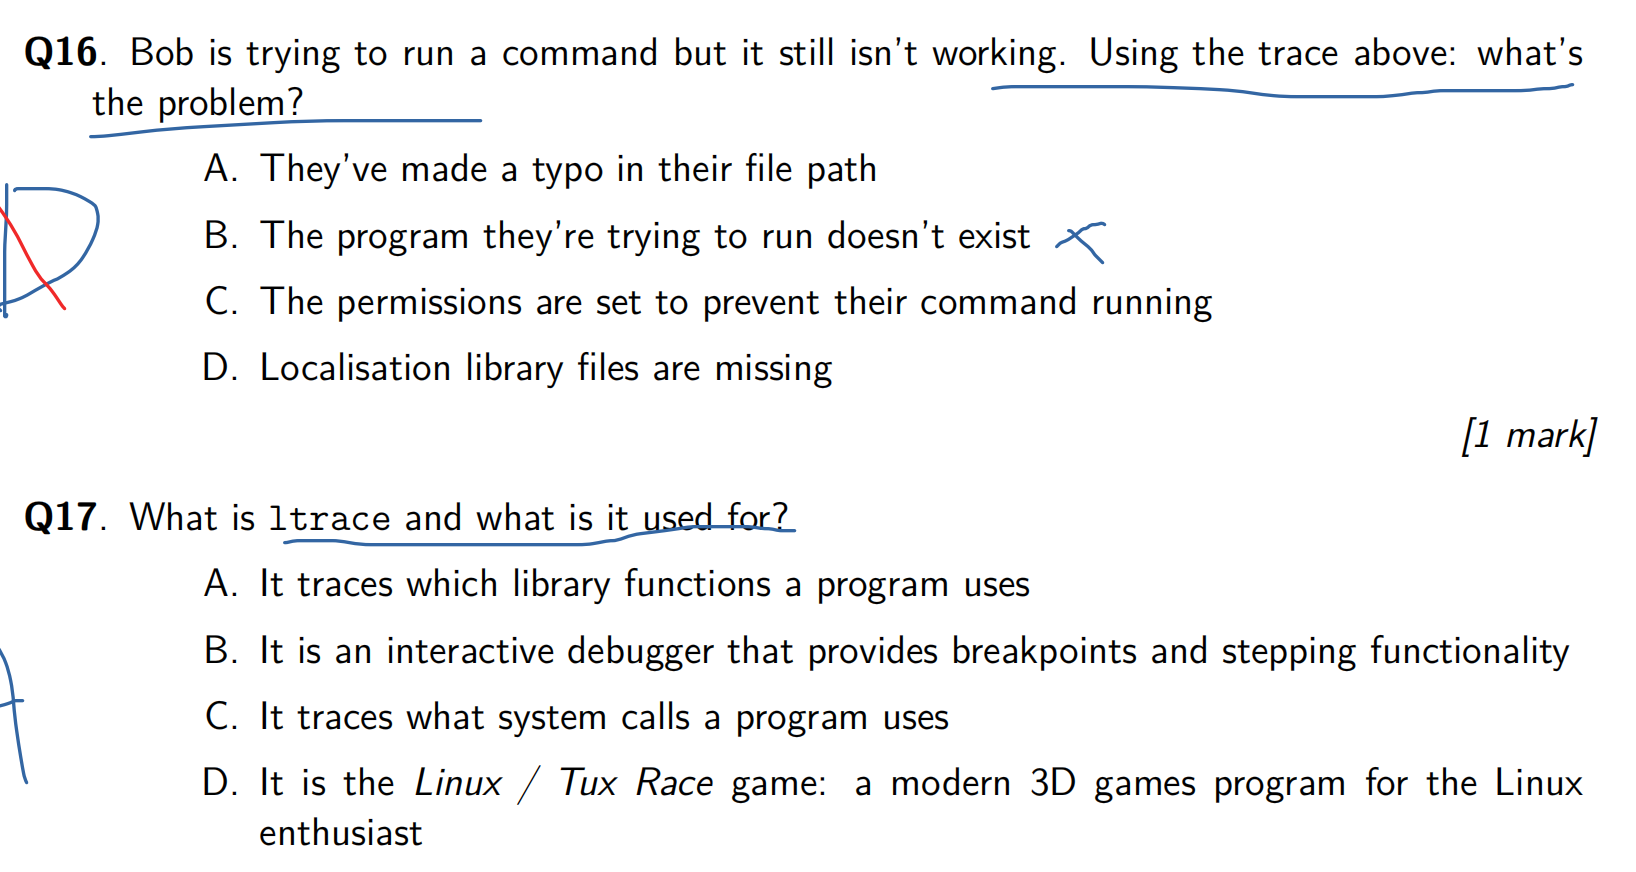 Q16. Bob is trying to run a command but it still isn't working. Using the trace above: what's
the problem?
A. They've made a typo in their file path
B. The program they're trying to run doesn't exist
C. The permissions are set to prevent their command running
D
D. Localisation library files are missing
[1 mark]
Q17. What is ltrace and what is it used for?
A. It traces which library functions a program uses
B. It is an interactive debugger that provides breakpoints and stepping functionality
A
C. It traces what system calls a program uses
D. It is the Linux / Tux Race game: a modern 3D games program for the Linux
enthusiast